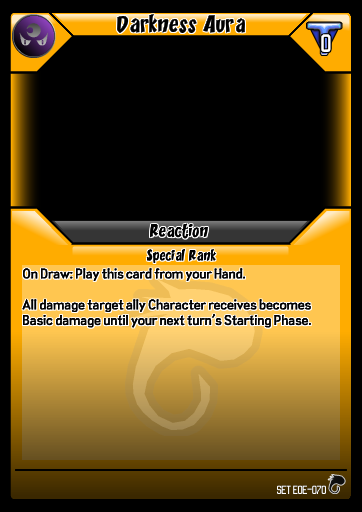 Darkness Aura
0
Reaction
Special Rank
On Draw: Play this card from your Hand.
All damage target ally Character receives becomes
Basic damage until your next turn's Starting Phase.
SET EOE-070